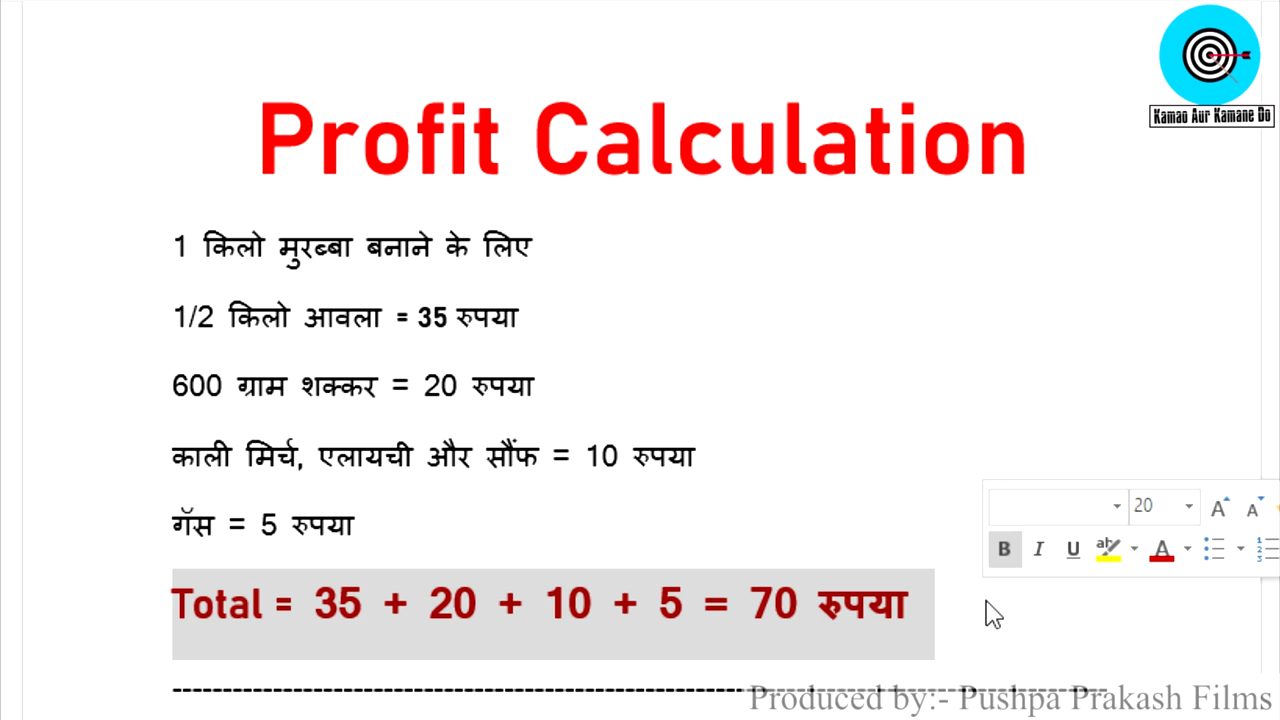 Kamao Aur Kamane Do
Profit Calculation
1 किलो मुरब्बा बनाने के लिए
1/2 किलो आवला = 35 रुपया
600 ग्राम शक्कर = 20 रुपया
काली मिर्च, एलायची और सौंफ = 10 रुपया
गॅस = 5 रुपया
20
B I U
Total = 35 + 20 + 10 + 5 = 70 रुपया
Produced by:- Pushpa Prakash Films